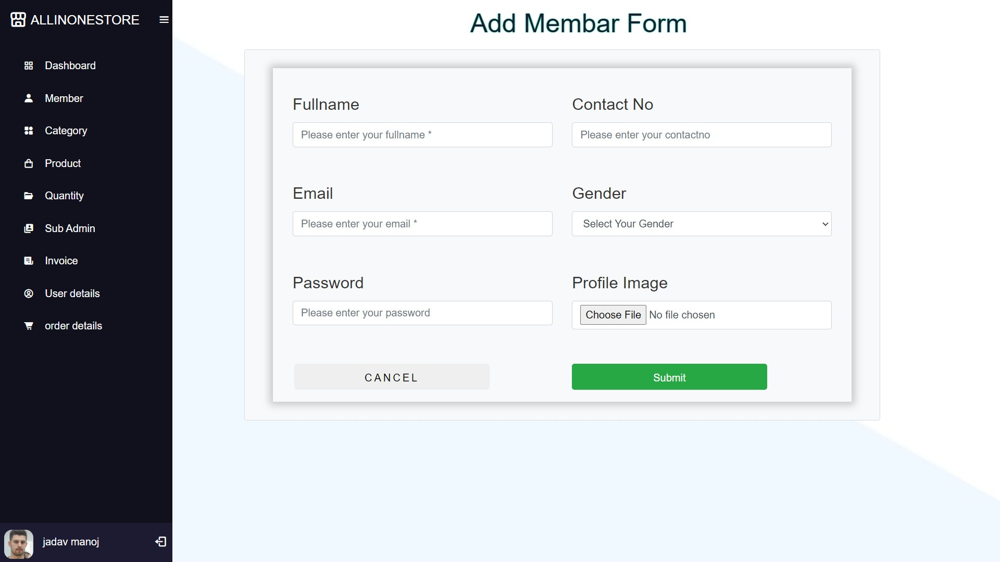 ALLINONESTORE
Dashboard
Member
Category
Product
Quantity
Sub Admin
Invoice
User details
order details
jadav manoj
Add Membar Form
Fullname
Please enter your fullname *
Contact No
Please enter your contactno
Email
Please enter your email *
Gender
Select Your Gender
Password
Please enter your password
Profile Image
Choose File No file chosen
CANCEL
Submit